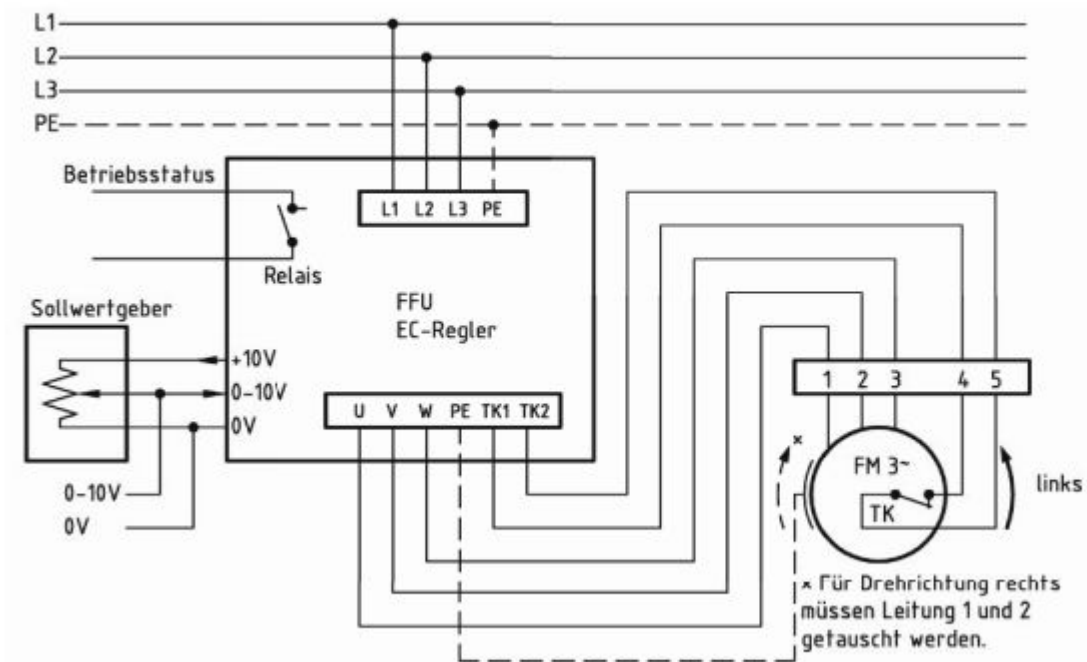 L1
L2
L3
PE
Betriebsstatus
L1 L2 L3 PE
Relais
Sollwertgeber
FFU
EC-Regler
+10V
0-10V
0V
U V W PE TK1 TK2
1 2 3 4 5
0-10V
0V
×
FM 3~
TK
links
× Für Drehrichtung rechts
müssen Leitung 1 und 2
getauscht werden.